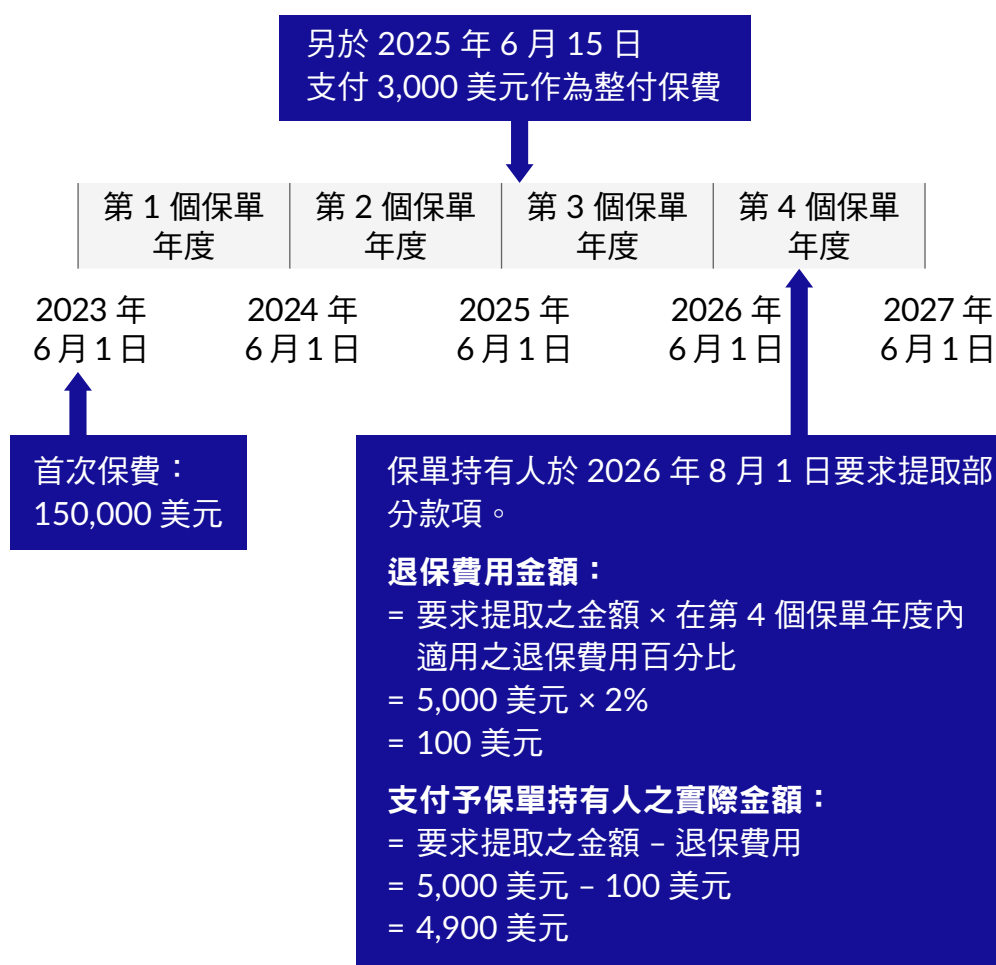 另於 2025 年 6 月 15 日
支付 3,000 美元作為整付保費
第 1 個保單
年度
第 2 個保單
年度
第 3 個保單
年度
第 4 個保單
年度
2023 年
6 月 1 日
2024 年
6 月 1 日
2025 年
6 月 1 日
2026 年
6 月 1 日
2027 年
6 月 1 日
首次保費：
150,000 美元
保單持有人於 2026 年 8 月 1 日要求提取部
分款項。
退保費用金額：
= 要求提取之金額 × 在第 4 個保單年度內
適用之退保費用百分比
= 5,000 美元 × 2%
= 100 美元
支付予保單持有人之實際金額：
= 要求提取之金額 – 退保費用
= 5,000 美元 – 100 美元
= 4,900 美元